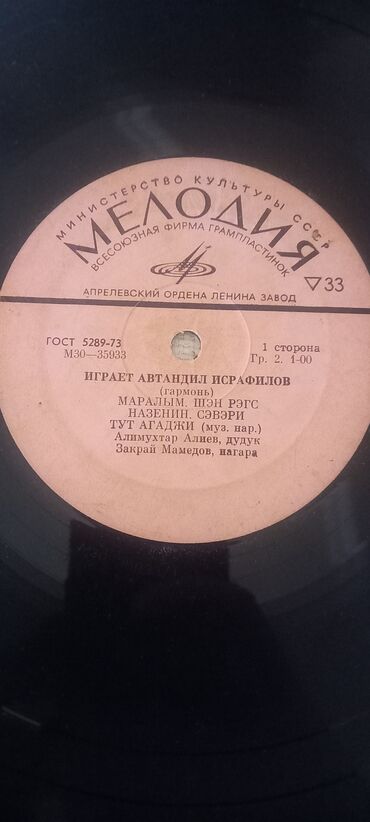 МИНИСТЕРСТВО КУЛЬТУРЫ СССР
МЕЛОДИЯ
ВСЕСОЮЗНАЯ ФИРМА ГРАМПЛАСТИНОК
▽33
АПРЕЛЕВСКИЙ ОРДЕНА ЛЕНИНА ЗАВОД
ГОСТ 5289-73
М30—35933
1 сторона
Гр. 2. 1-00
ИГРАЕТ АВТАНДИЛ ИСРАФИЛОВ
(гармонь)
МАРАЛЫМ, ШЭН РЭГС
НАЗЕНИН, СЭВЭРИ
ТУТ АГАДЖИ (муз. нар.)
Алимухтар Алиев, дудук
Закрай Мамедов, нагара